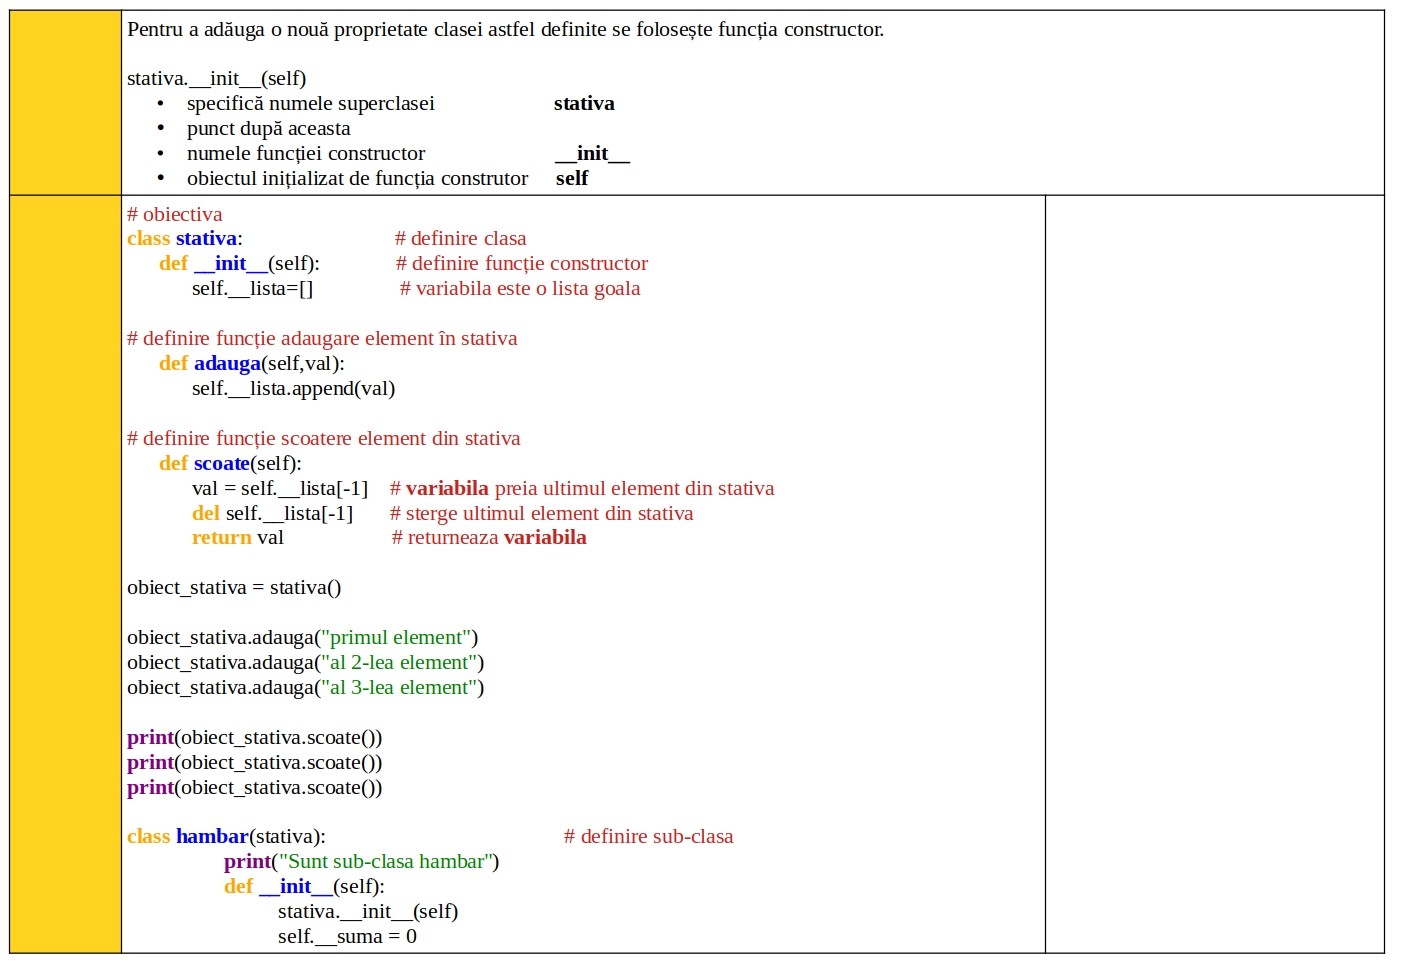 Pentru a adăuga o nouă proprietate clasei astfel definite se folosește funcția constructor.
stativa.__init__(self)
• specifică numele superclasei stativa
• punct după aceasta
• numele funcției constructor __init__
• obiectul inițializat de funcția construtor self
# obiectiva
class stativa: # definire clasa
def __init__(self): # definire funcție constructor
self.__lista=[] # variabila este o lista goala
# definire funcție adaugare element în stativa
def adauga(self,val):
self.__lista.append(val)
# definire funcție scoatere element din stativa
def scoate(self):
val = self.__lista[-1] # variabila preia ultimul element din stativa
del self.__lista[-1] # sterge ultimul element din stativa
return val # returneaza variabila
obiect_stativa = stativa()
obiect_stativa.adauga("primul element")
obiect_stativa.adauga("al 2-lea element")
obiect_stativa.adauga("al 3-lea element")
print(obiect_stativa.scoate())
print(obiect_stativa.scoate())
print(obiect_stativa.scoate())
class hambar(stativa): # definire sub-clasa
print("Sunt sub-clasa hambar")
def __init__(self):
stativa.__init__(self)
self.__suma = 0